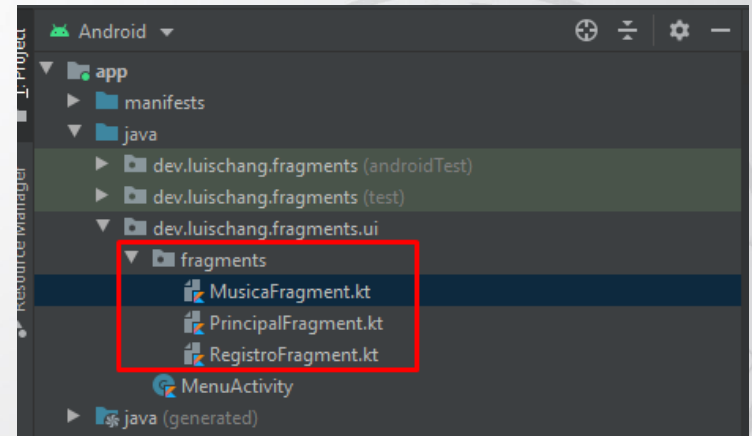 Android
1: Project
app
manifests
java
dev.luischang.fragments (androidTest)
dev.luischang.fragments (test)
dev.luischang.fragments.ui
Resource Manager
fragments
MusicaFragment.kt
PrincipalFragment.kt
RegistroFragment.kt
MenuActivity
java (generated)